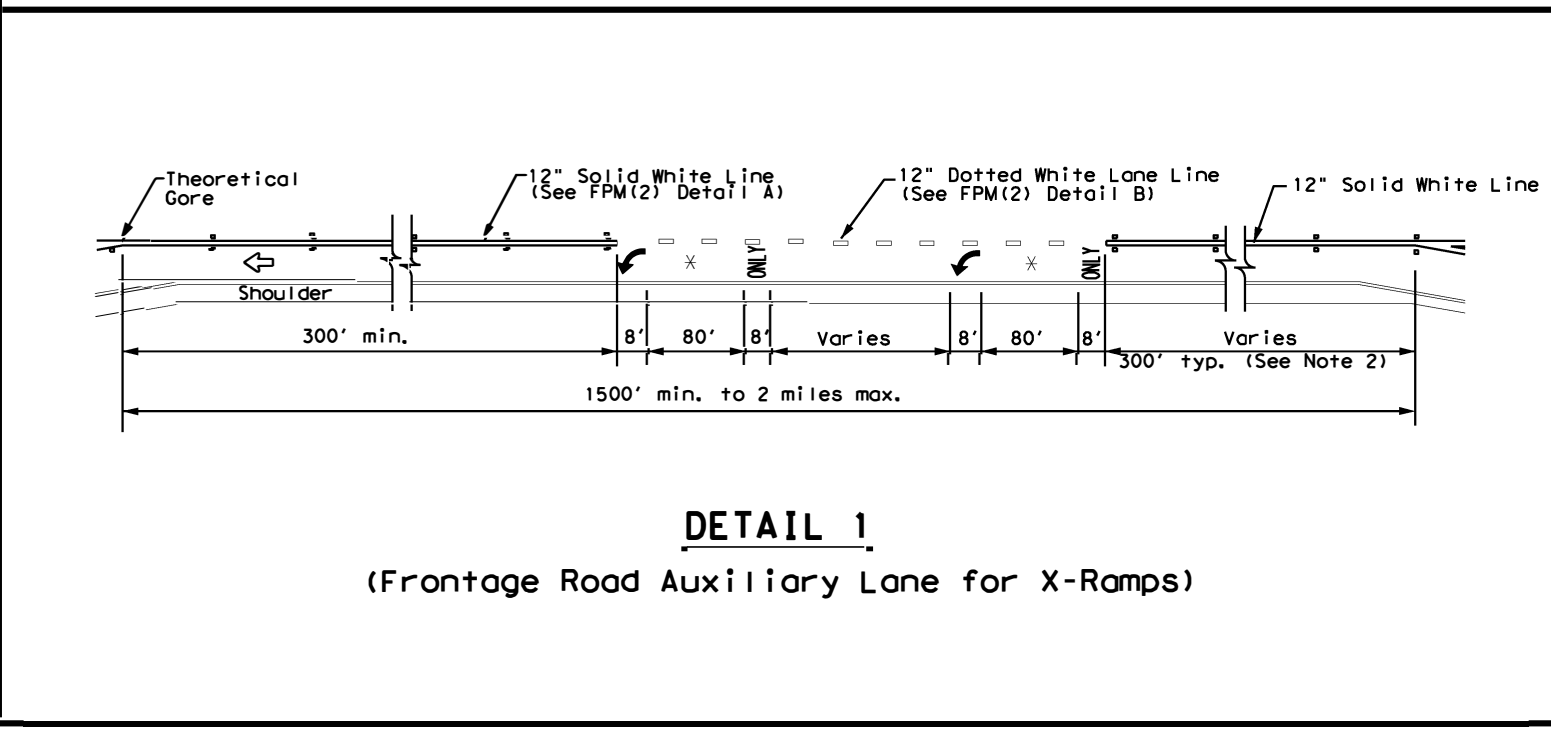 Theoretical
Gore
12" Solid White Line
(See FPM(2) Detail A)
12" Dotted White Lane Line
(See FPM(2) Detail B)
12" Solid White Line
ONLY
ONLY
Shoulder
300' min.
8'
80'
8'
Varies
8'
80'
8'
Varies
300' typ. (See Note 2)
1500' min. to 2 miles max.
DETAIL 1
(Frontage Road Auxiliary Lane for X-Ramps)